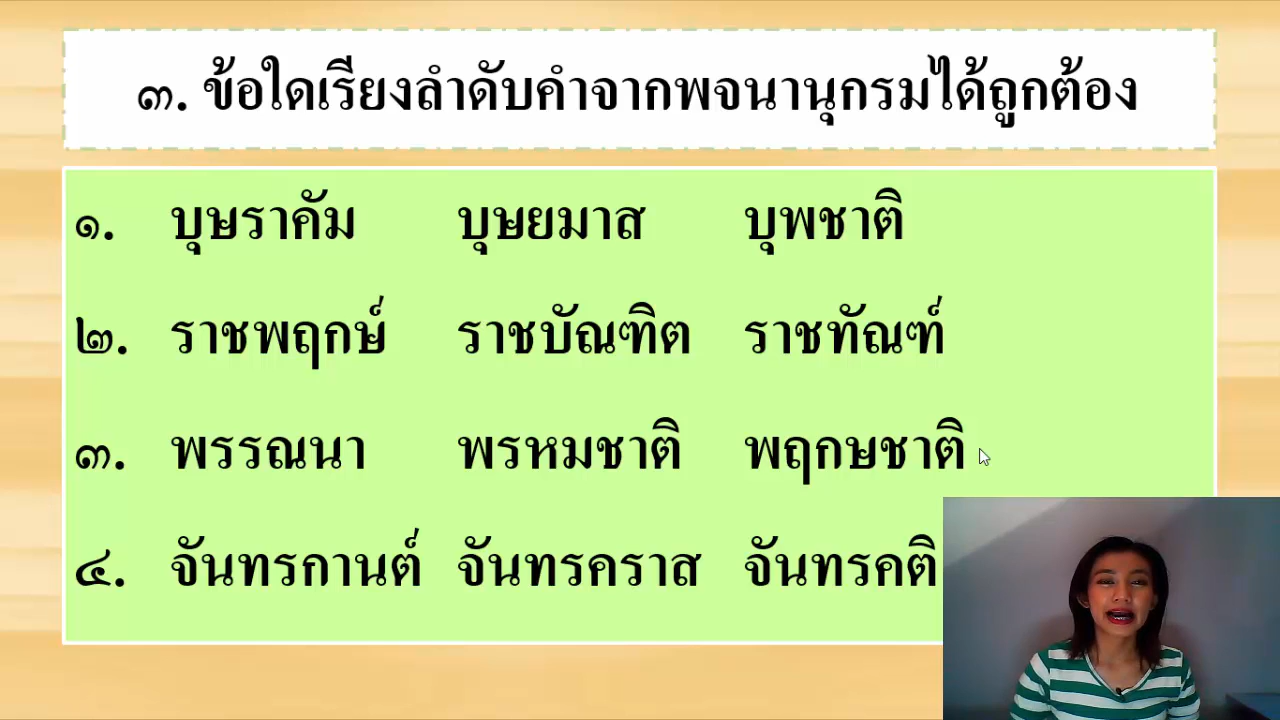 ๓. ข้อใดเรียงลำดับคำจากพจนานุกรมได้ถูกต้อง
๑. บุษราคัม บุษยมาส บุพชาติ
๒. ราชพฤกษ์ ราชบัณฑิต ราชทัณฑ์
๓. พรรณนา พรหมชาติ พฤกษชาติ
๔. จันทรกานต์ จันทรคราส จันทรคติ